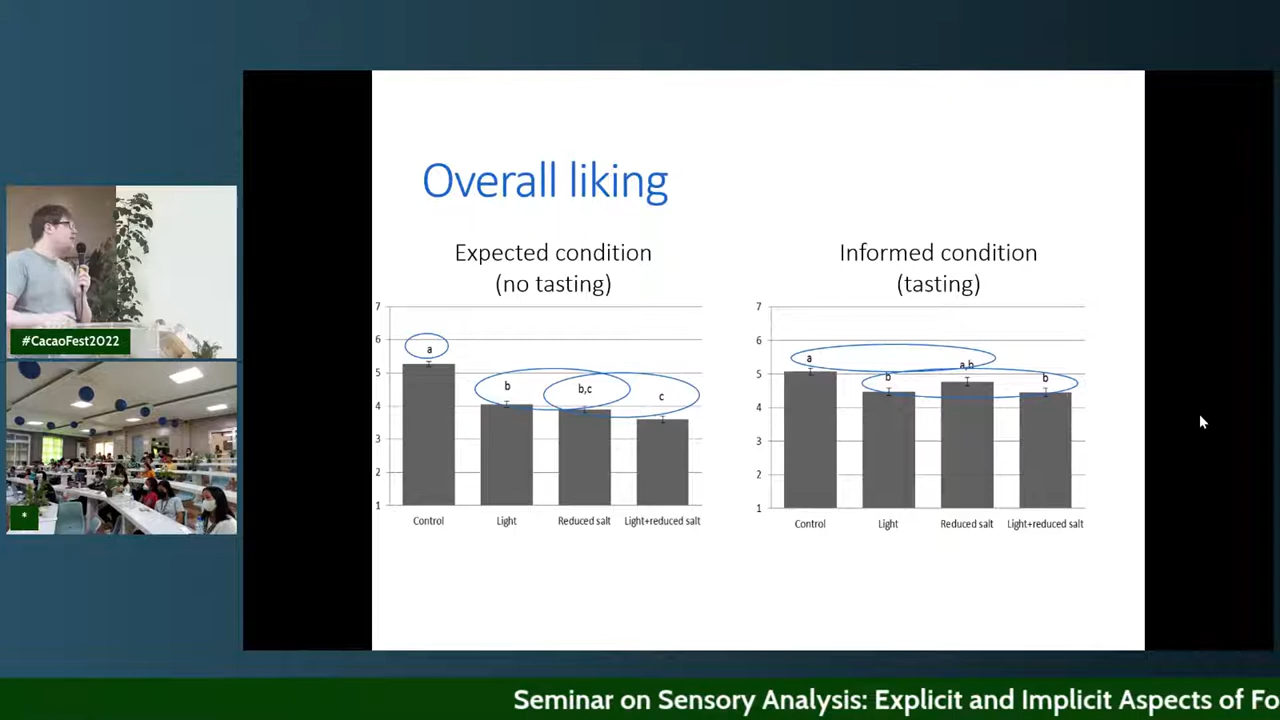 Overall liking
Expected condition
(no tasting)
7
6
5
4
3
2
1
a
b
b,c
c
Control
Light
Reduced salt
Light+reduced salt
Informed condition
(tasting)
7
6
5
4
3
2
1
a
b
a,b
b
Control
Light
Reduced salt
Light+reduced salt
#CacaoFest2022
*
Seminar on Sensory Analysis: Explicit and Implicit Aspects of Fo